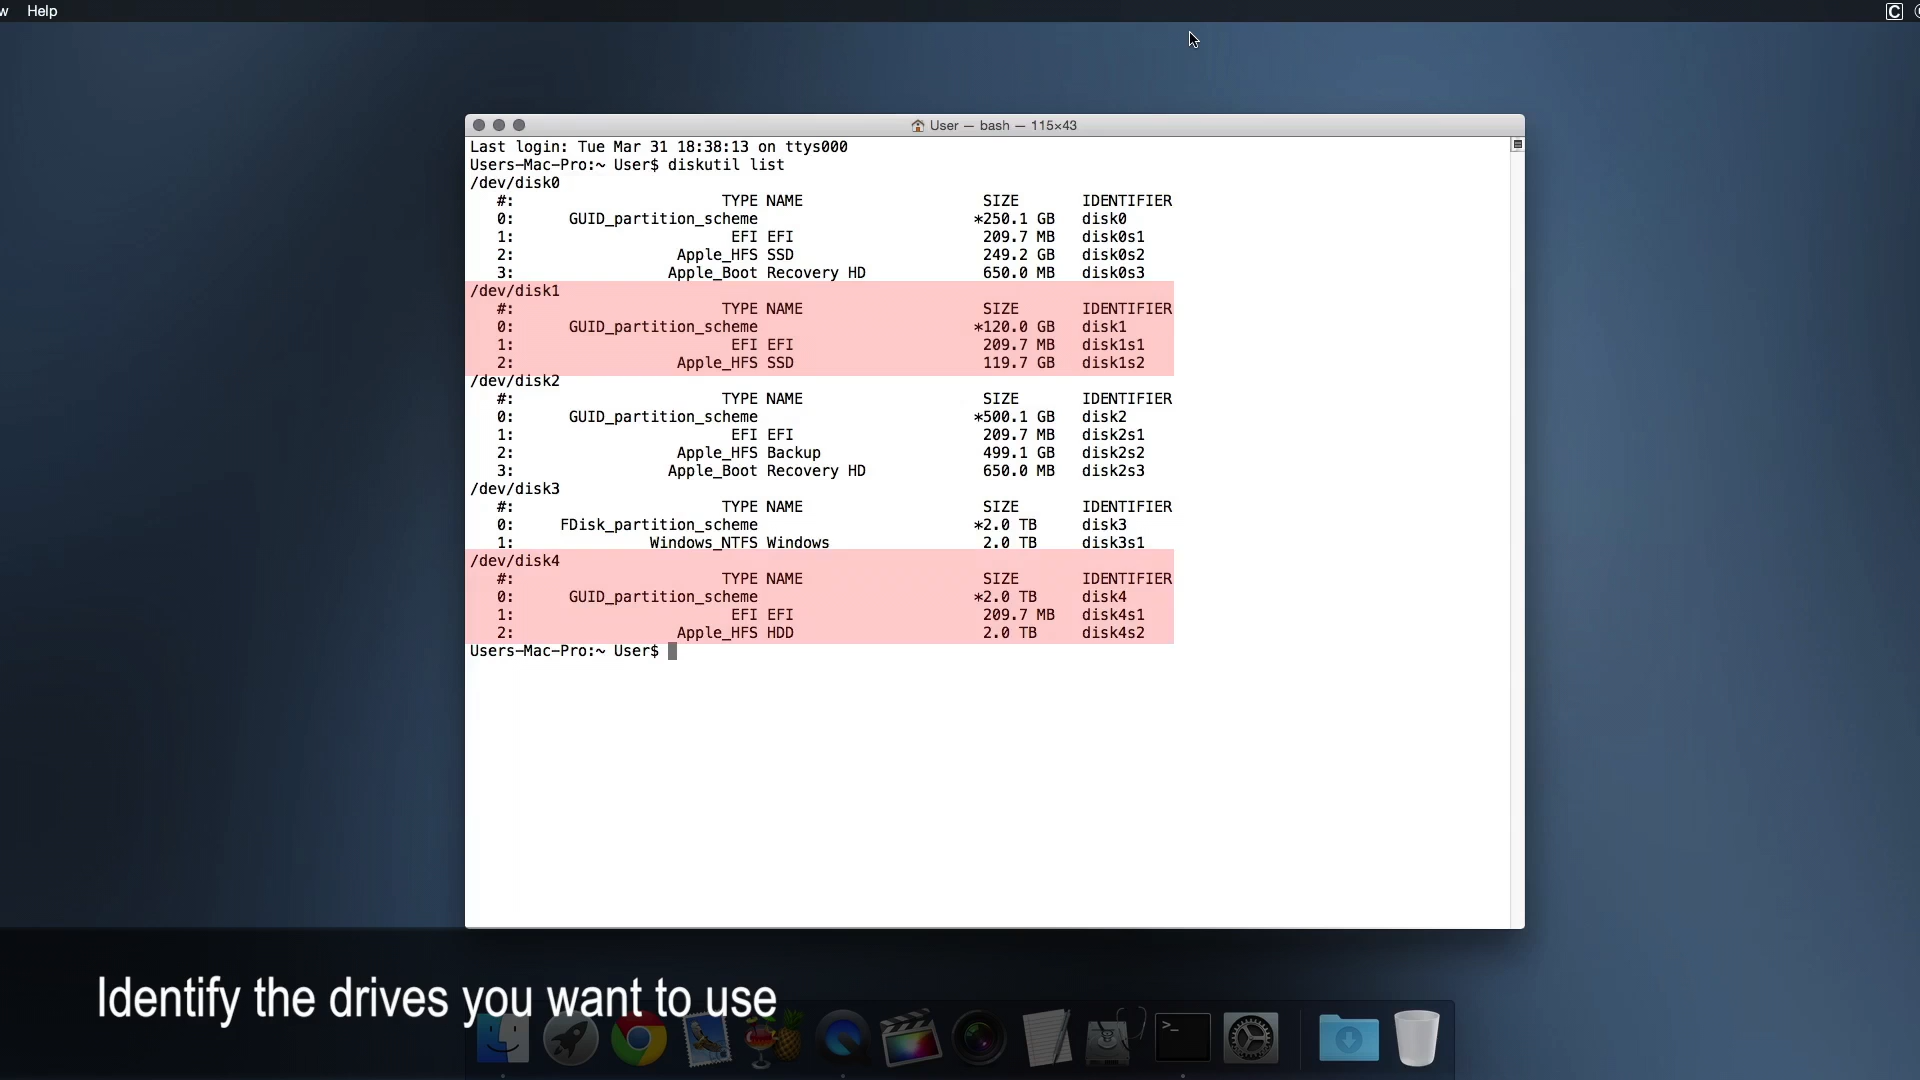 w Help
C
User — bash — 115×43
Last login: Tue Mar 31 18:38:13 on ttys000
Users-Mac-Pro:~ User$ diskutil list
/dev/disk0
#: TYPE NAME SIZE IDENTIFIER
0: GUID_partition_scheme *250.1 GB disk0
1: EFI EFI 209.7 MB disk0s1
2: Apple_HFS SSD 249.2 GB disk0s2
3: Apple_Boot Recovery HD 650.0 MB disk0s3
/dev/disk1
#: TYPE NAME SIZE IDENTIFIER
0: GUID_partition_scheme *120.0 GB disk1
1: EFI EFI 209.7 MB disk1s1
2: Apple_HFS SSD 119.7 GB disk1s2
/dev/disk2
#: TYPE NAME SIZE IDENTIFIER
0: GUID_partition_scheme *500.1 GB disk2
1: EFI EFI 209.7 MB disk2s1
2: Apple_HFS Backup 499.1 GB disk2s2
3: Apple_Boot Recovery HD 650.0 MB disk2s3
/dev/disk3
#: TYPE NAME SIZE IDENTIFIER
0: FDisk_partition_scheme *2.0 TB disk3
1: Windows_NTFS Windows 2.0 TB disk3s1
/dev/disk4
#: TYPE NAME SIZE IDENTIFIER
0: GUID_partition_scheme *2.0 TB disk4
1: EFI EFI 209.7 MB disk4s1
2: Apple_HFS HDD 2.0 TB disk4s2
Users-Mac-Pro:~ User$
Identify the drives you want to use